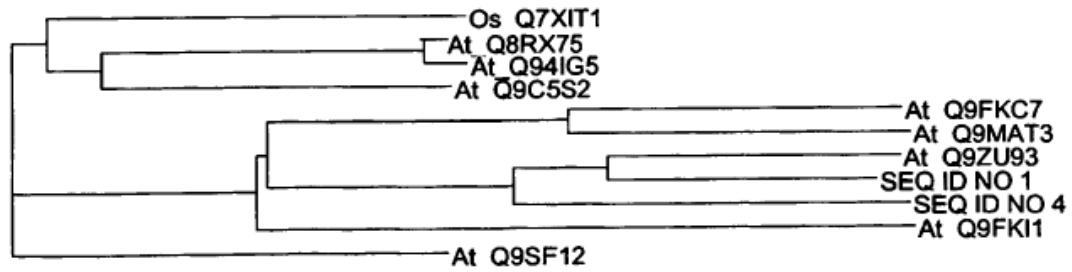 Os Q7XIT1
At Q8RX75
At Q94IG5
At Q9C5S2
At Q9FKC7
At Q9MAT3
At Q9ZU93
SEQ ID NO 1
SEQ ID NO 4
At Q9FKI1
At Q9SF12